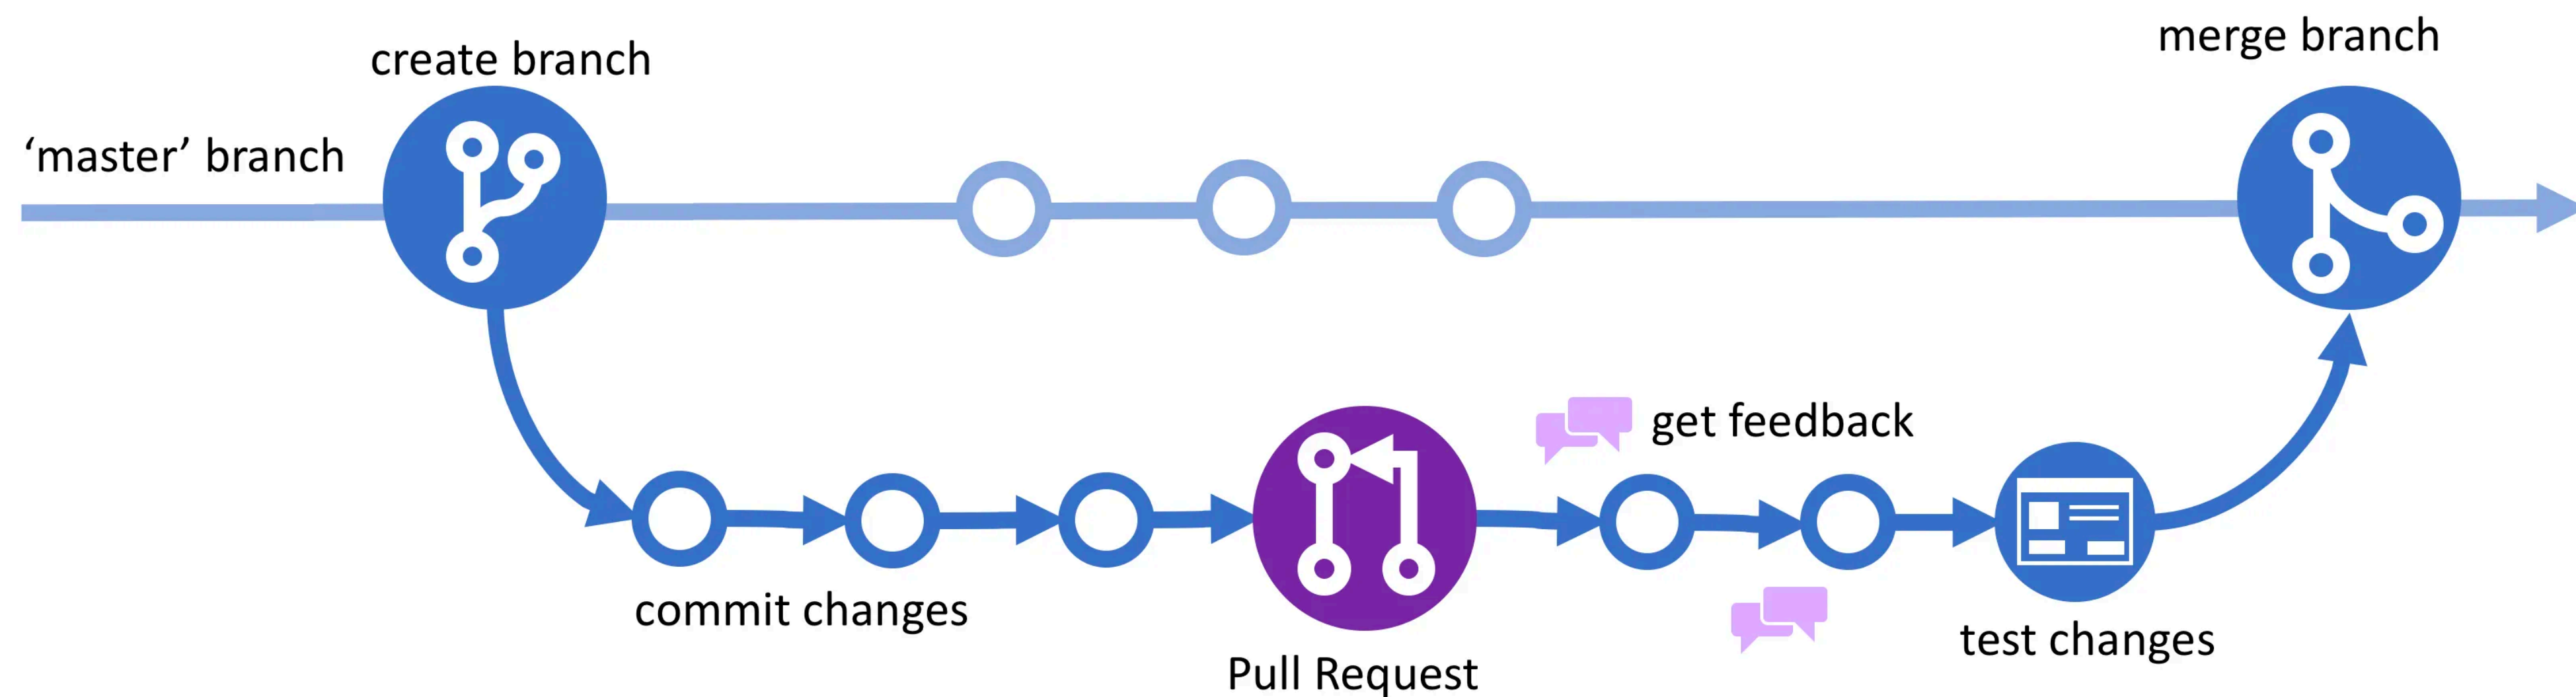 create branch
merge branch
‘master’ branch
get feedback
commit changes
test changes
Pull Request